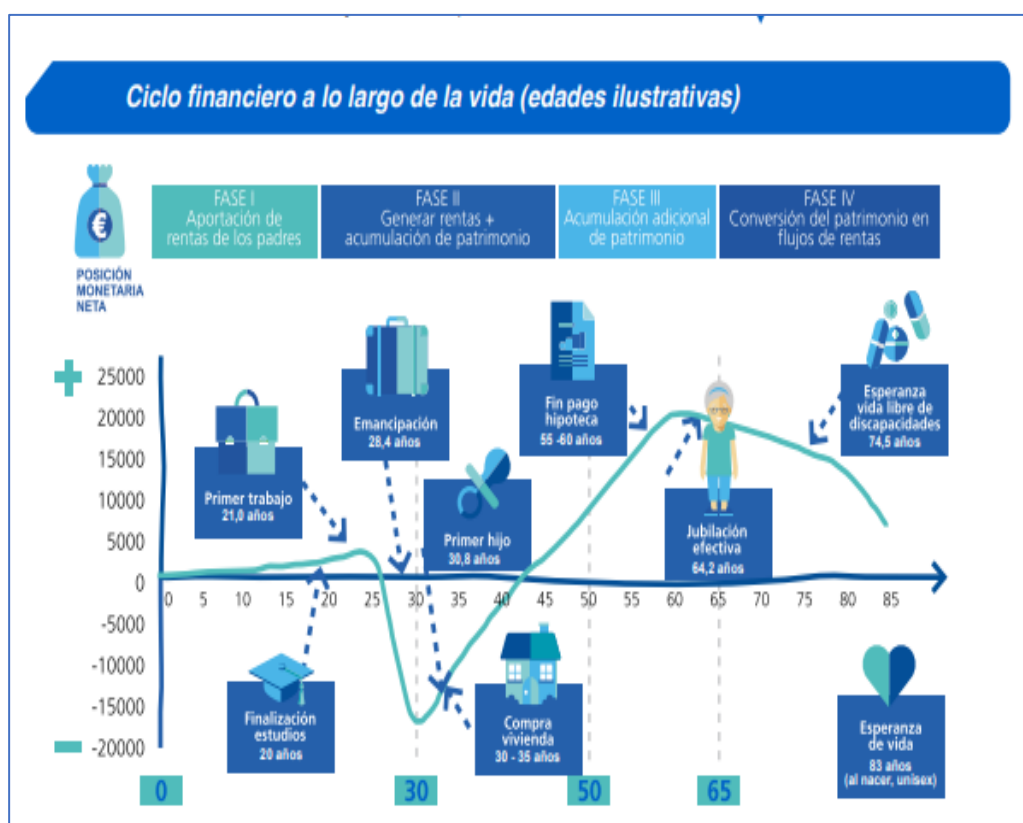 Ciclo financiero a lo largo de la vida (edades ilustrativas)
€
POSICIÓN
MONETARIA
NETA
FASE I
Aportación de
rentas de los padres
FASE II
Generar rentas +
acumulación de patrimonio
FASE III
Acumulación adicional
de patrimonio
FASE IV
Conversión del patrimonio en
flujos de rentas
+
25000
20000
15000
10000
5000
0
-5000
-10000
-15000
-20000
−
Primer trabajo
21,0 años
Emancipación
28,4 años
Primer hijo
30,8 años
Fin pago
hipoteca
55 -60 años
Jubilación
efectiva
64,2 años
Esperanza
vida libre de
discapacidades
74,5 años
0 5 10 15 20 25 30 35 40 45 50 55 60 65 70 75 80 85
Finalización
estudios
20 años
Compra
vivienda
30 - 35 años
Esperanza
de vida
83 años
(al nacer, unisex)
0 30 50 65